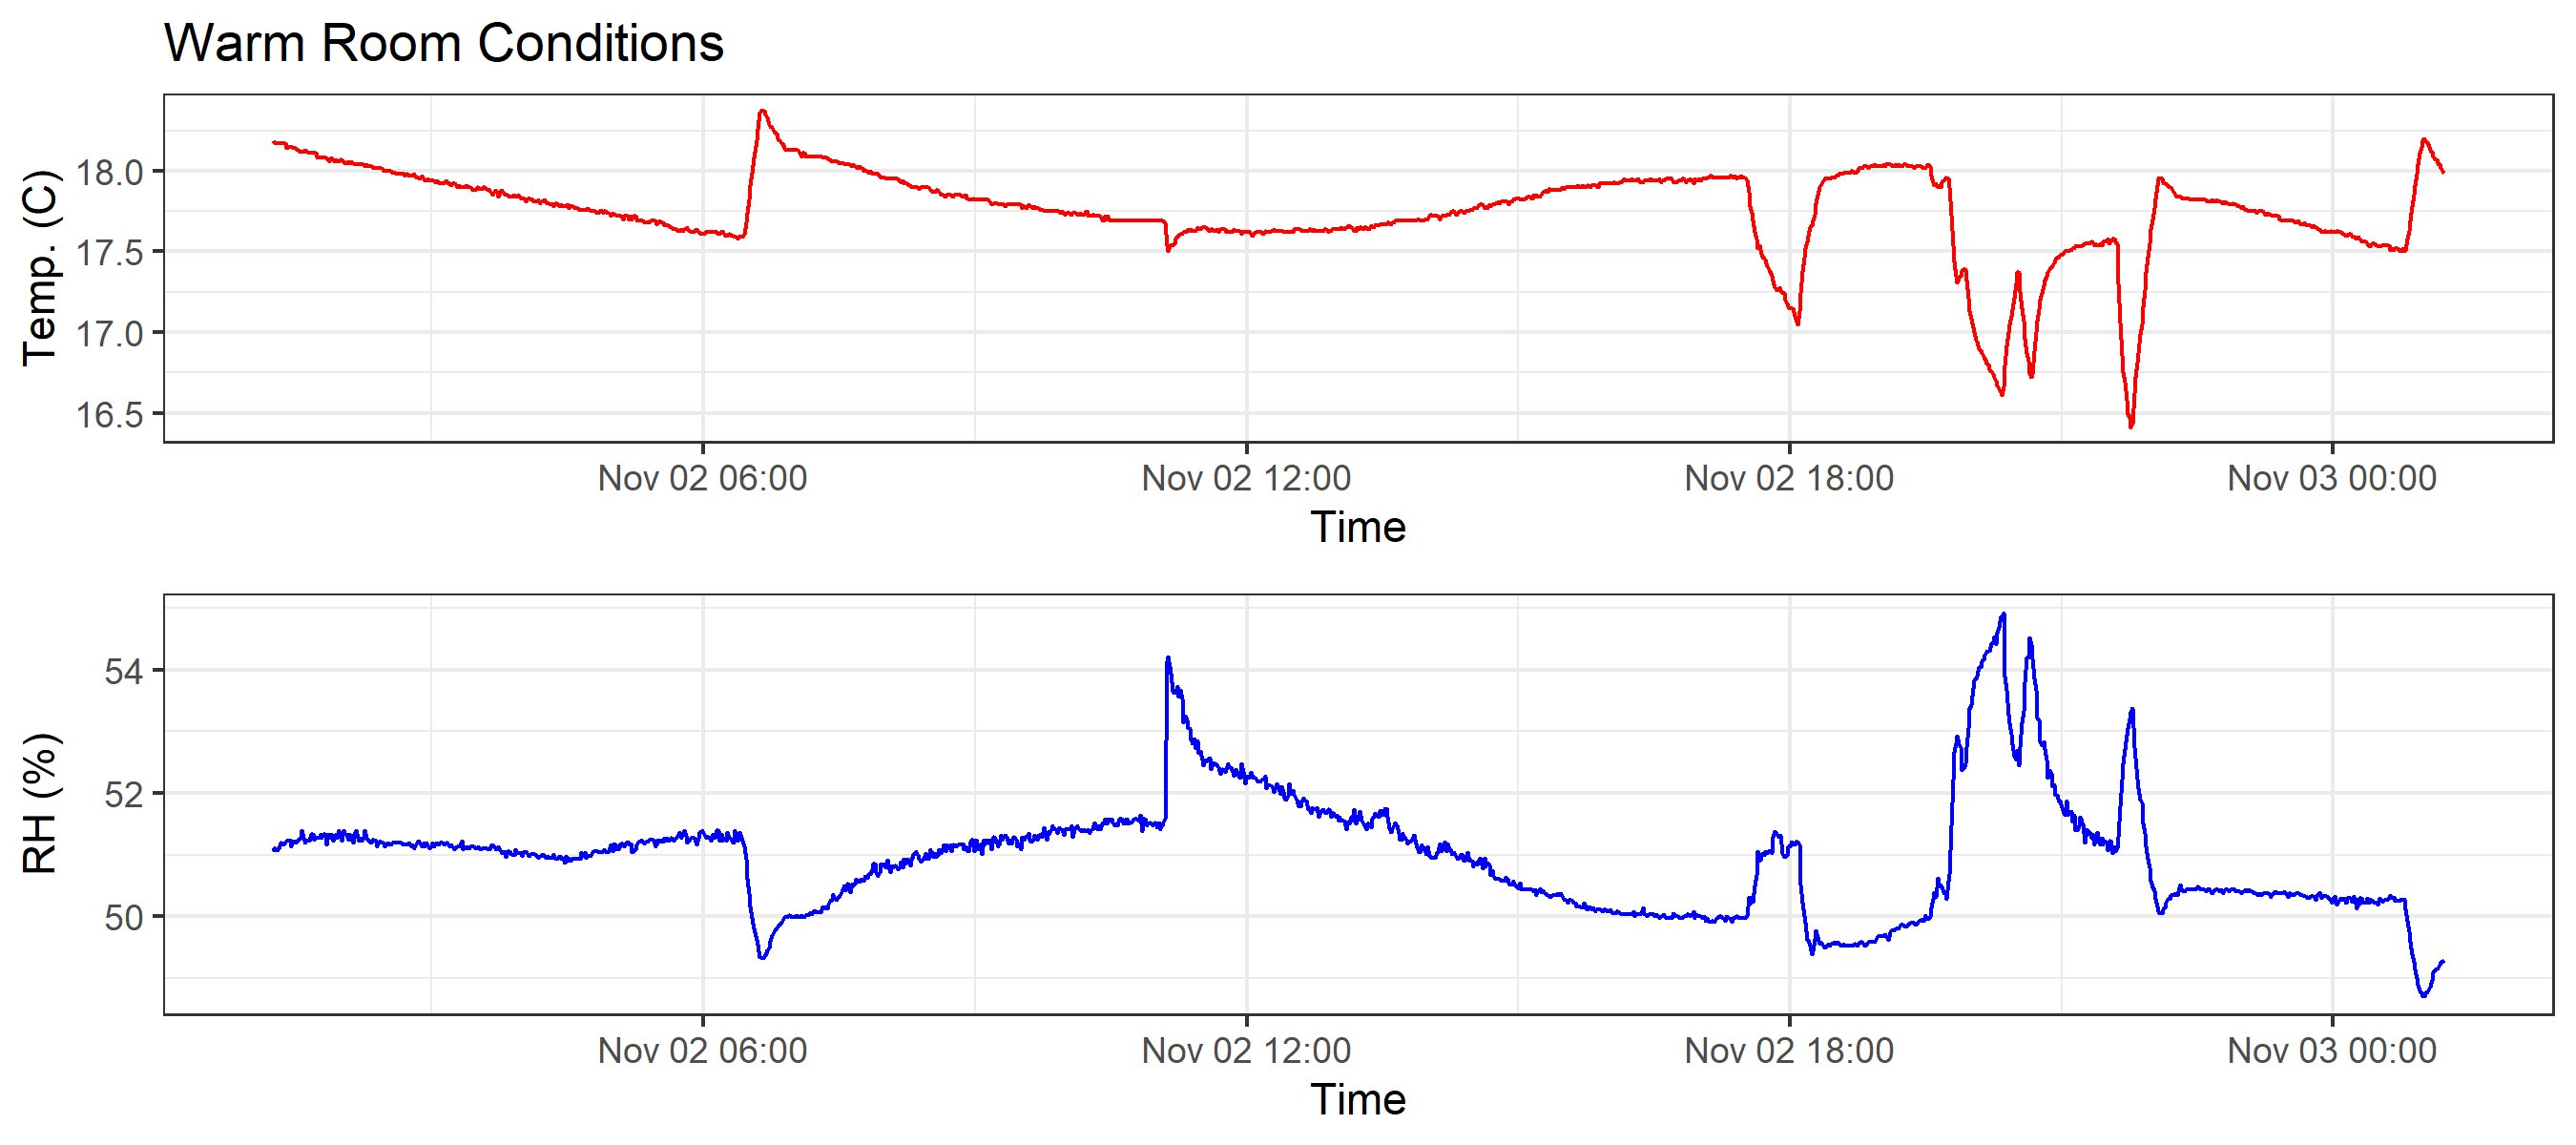 Warm Room Conditions
Temp. (C)
18.0
17.5
17.0
16.5
Nov 02 06:00 Nov 02 12:00 Nov 02 18:00 Nov 03 00:00
Time
RH (%)
54
52
50
Nov 02 06:00 Nov 02 12:00 Nov 02 18:00 Nov 03 00:00
Time